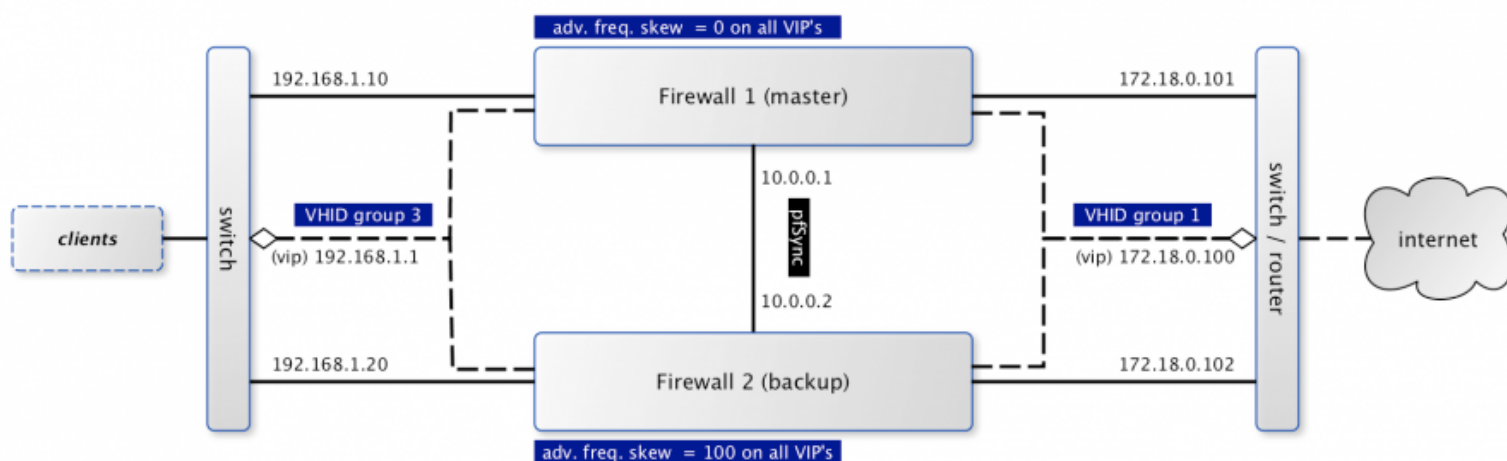 adv. freq. skew = 0 on all VIP's
192.168.1.10
Firewall 1 (master)
172.18.0.101
10.0.0.1
clients
switch
VHID group 3
(vip) 192.168.1.1
pfSync
VHID group 1
(vip) 172.18.0.100
switch / router
internet
10.0.0.2
192.168.1.20
Firewall 2 (backup)
172.18.0.102
adv. freq. skew = 100 on all VIP's